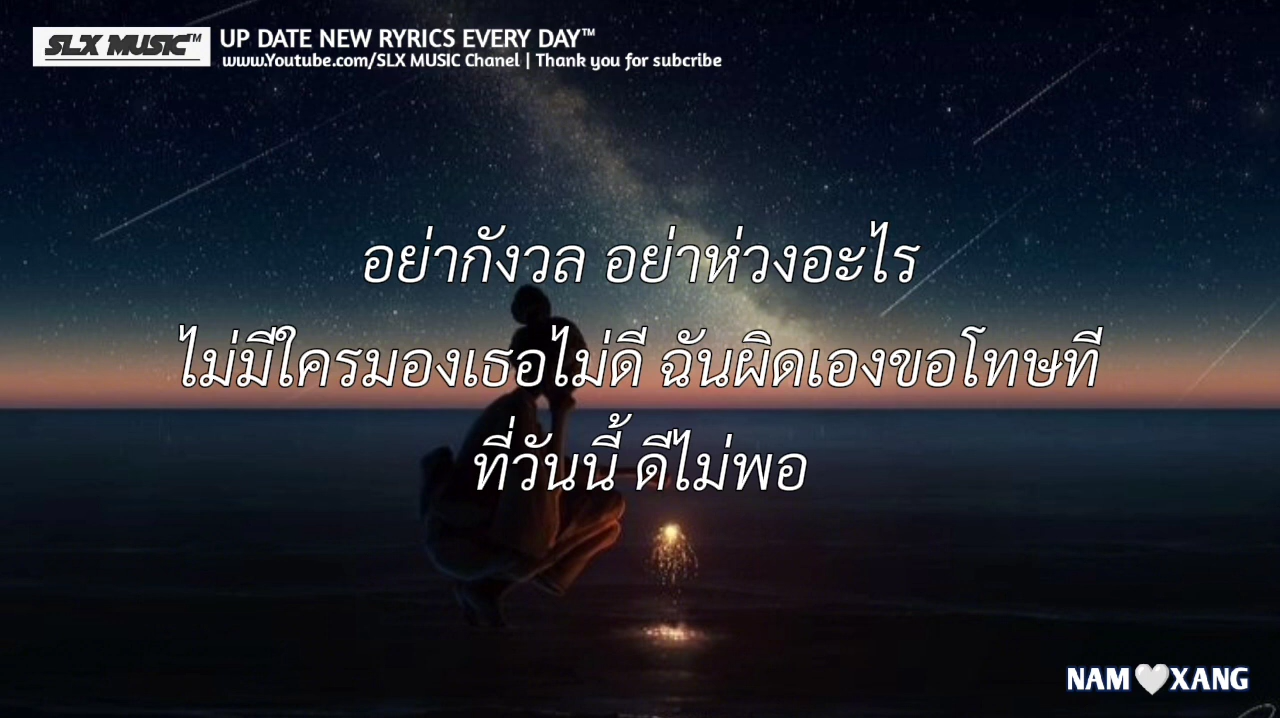 SLX MUSIC™ UP DATE NEW RYRICS EVERY DAY™
www.Youtube.com/SLX MUSIC Chanel | Thank you for subcribe
อย่ากังวล อย่าห่วงอะไร
ไม่มีใครมองเธอไม่ดี ฉันผิดเองขอโทษที
ที่วันนี้ ดีไม่พอ
NAM🤍XANG